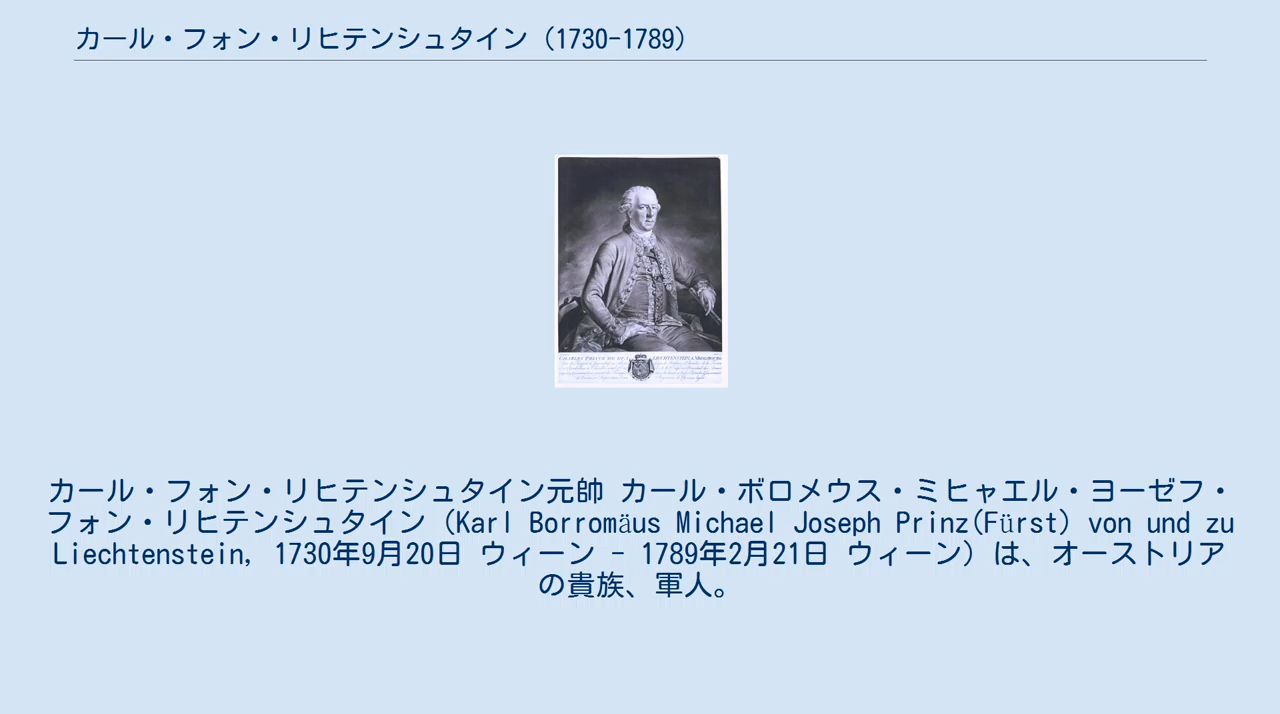 カール・フォン・リヒテンシュタイン (1730-1789)
カール・フォン・リヒテンシュタイン元帥 カール・ボロメウス・ミヒャエル・ヨーゼフ・
フォン・リヒテンシュタイン (Karl Borromäus Michael Joseph Prinz(Fürst) von und zu
Liechtenstein, 1730年9月20日 ウィーン - 1789年2月21日 ウィーン) は、オーストリア
の貴族、軍人。